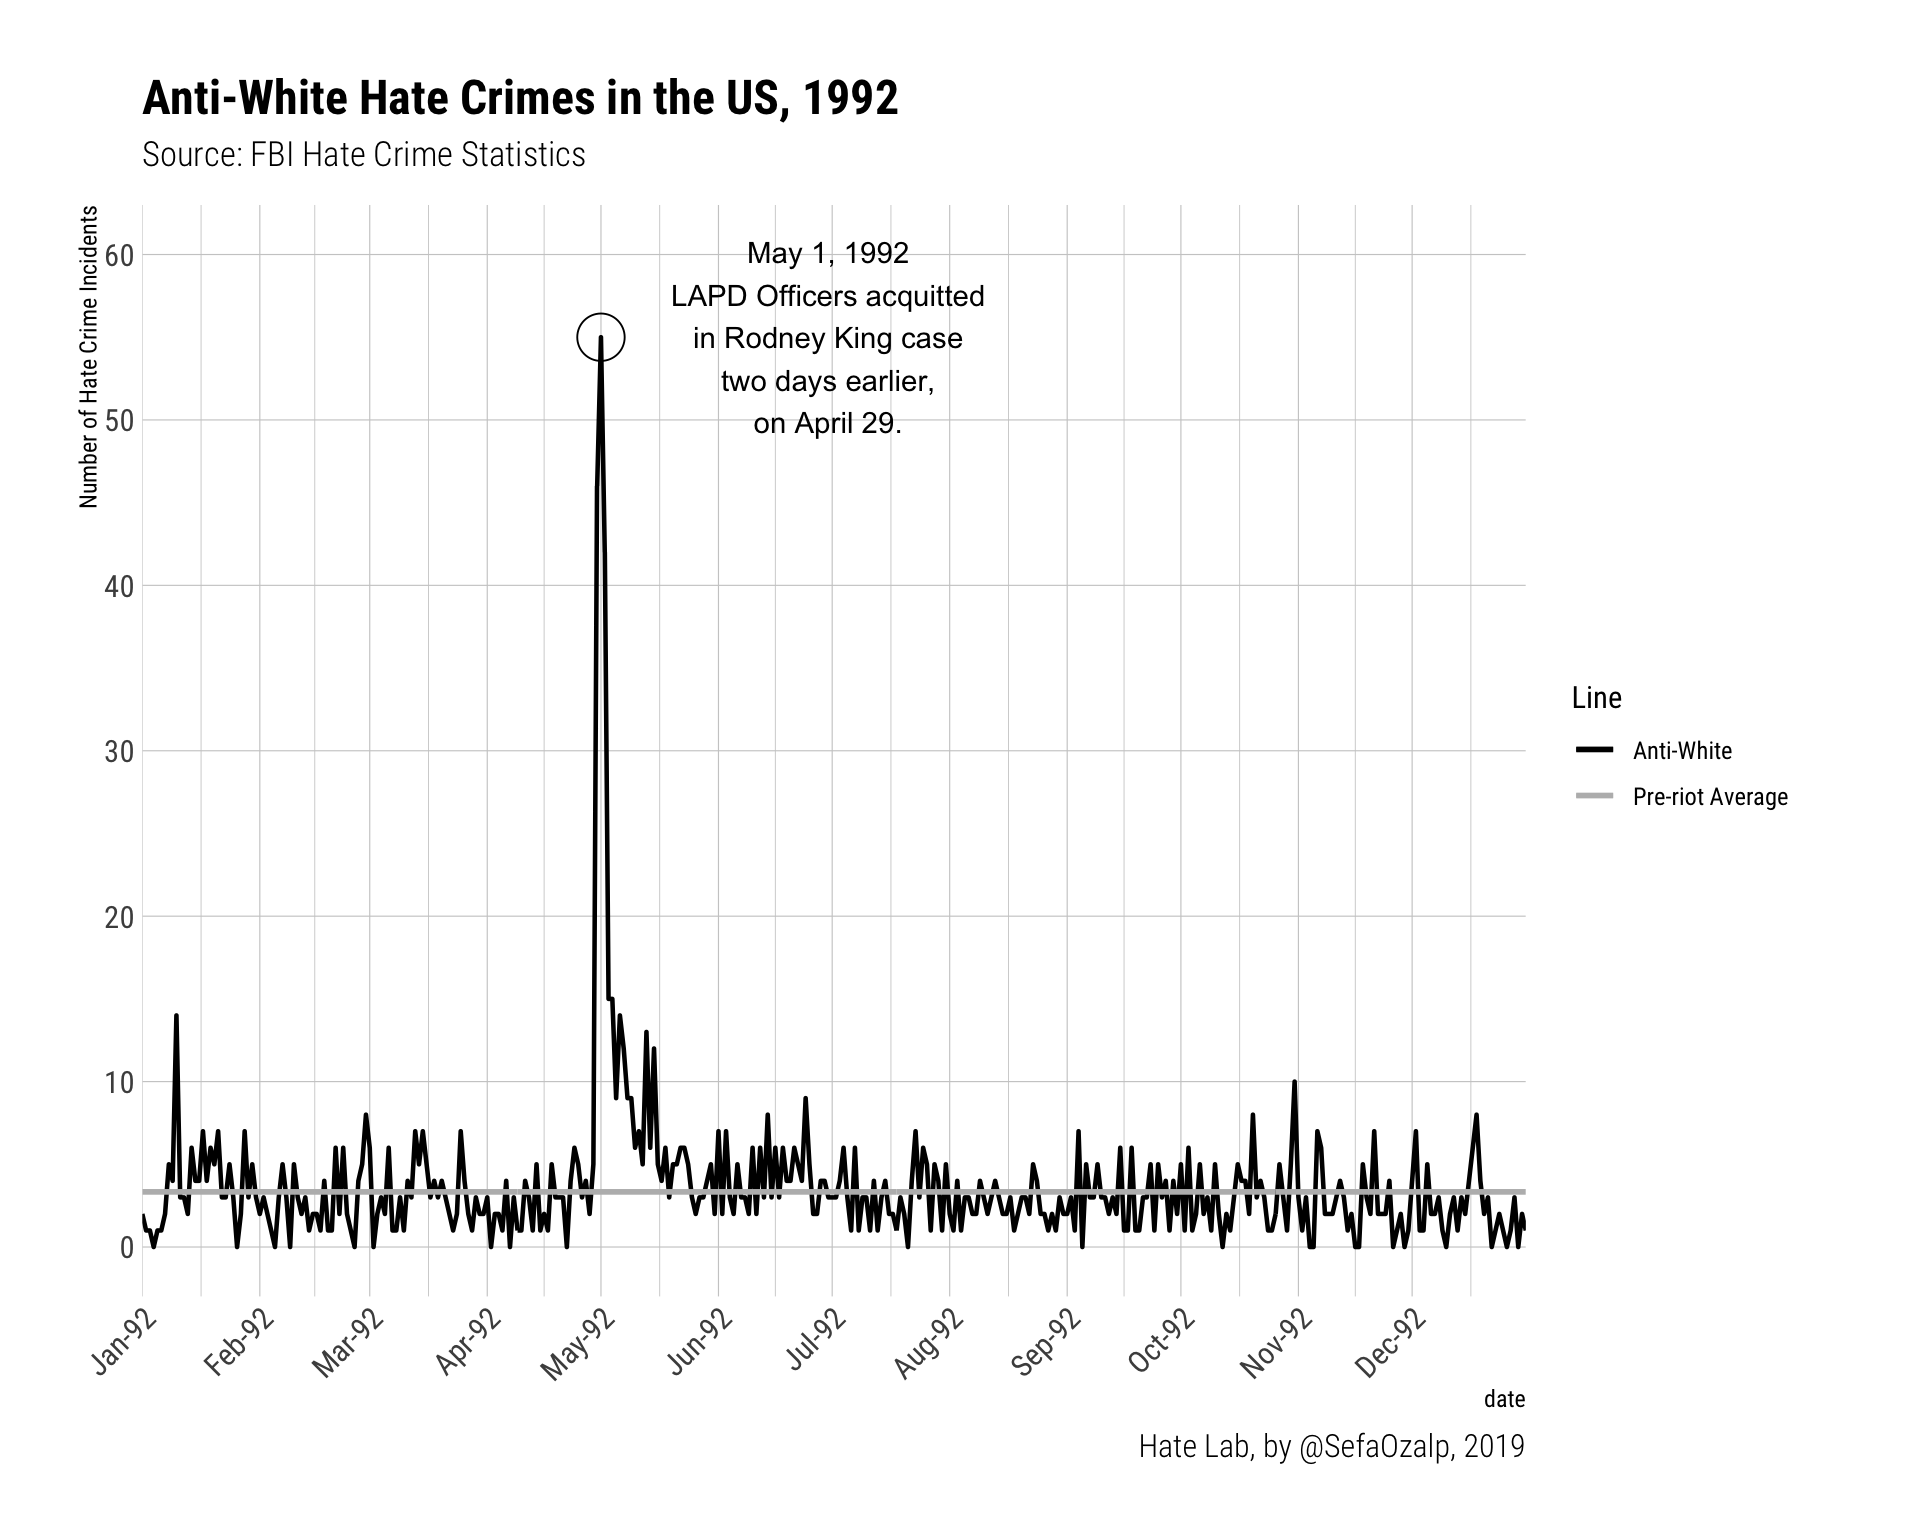 Anti-White Hate Crimes in the US, 1992
Source: FBI Hate Crime Statistics
Number of Hate Crime Incidents
60
50
40
30
20
10
0
May 1, 1992
LAPD Officers acquitted
in Rodney King case
two days earlier,
on April 29.
Line
Anti-White
Pre-riot Average
Jan-92
Feb-92
Mar-92
Apr-92
May-92
Jun-92
Jul-92
Aug-92
Sep-92
Oct-92
Nov-92
Dec-92
date
Hate Lab, by @SefaOzalp, 2019